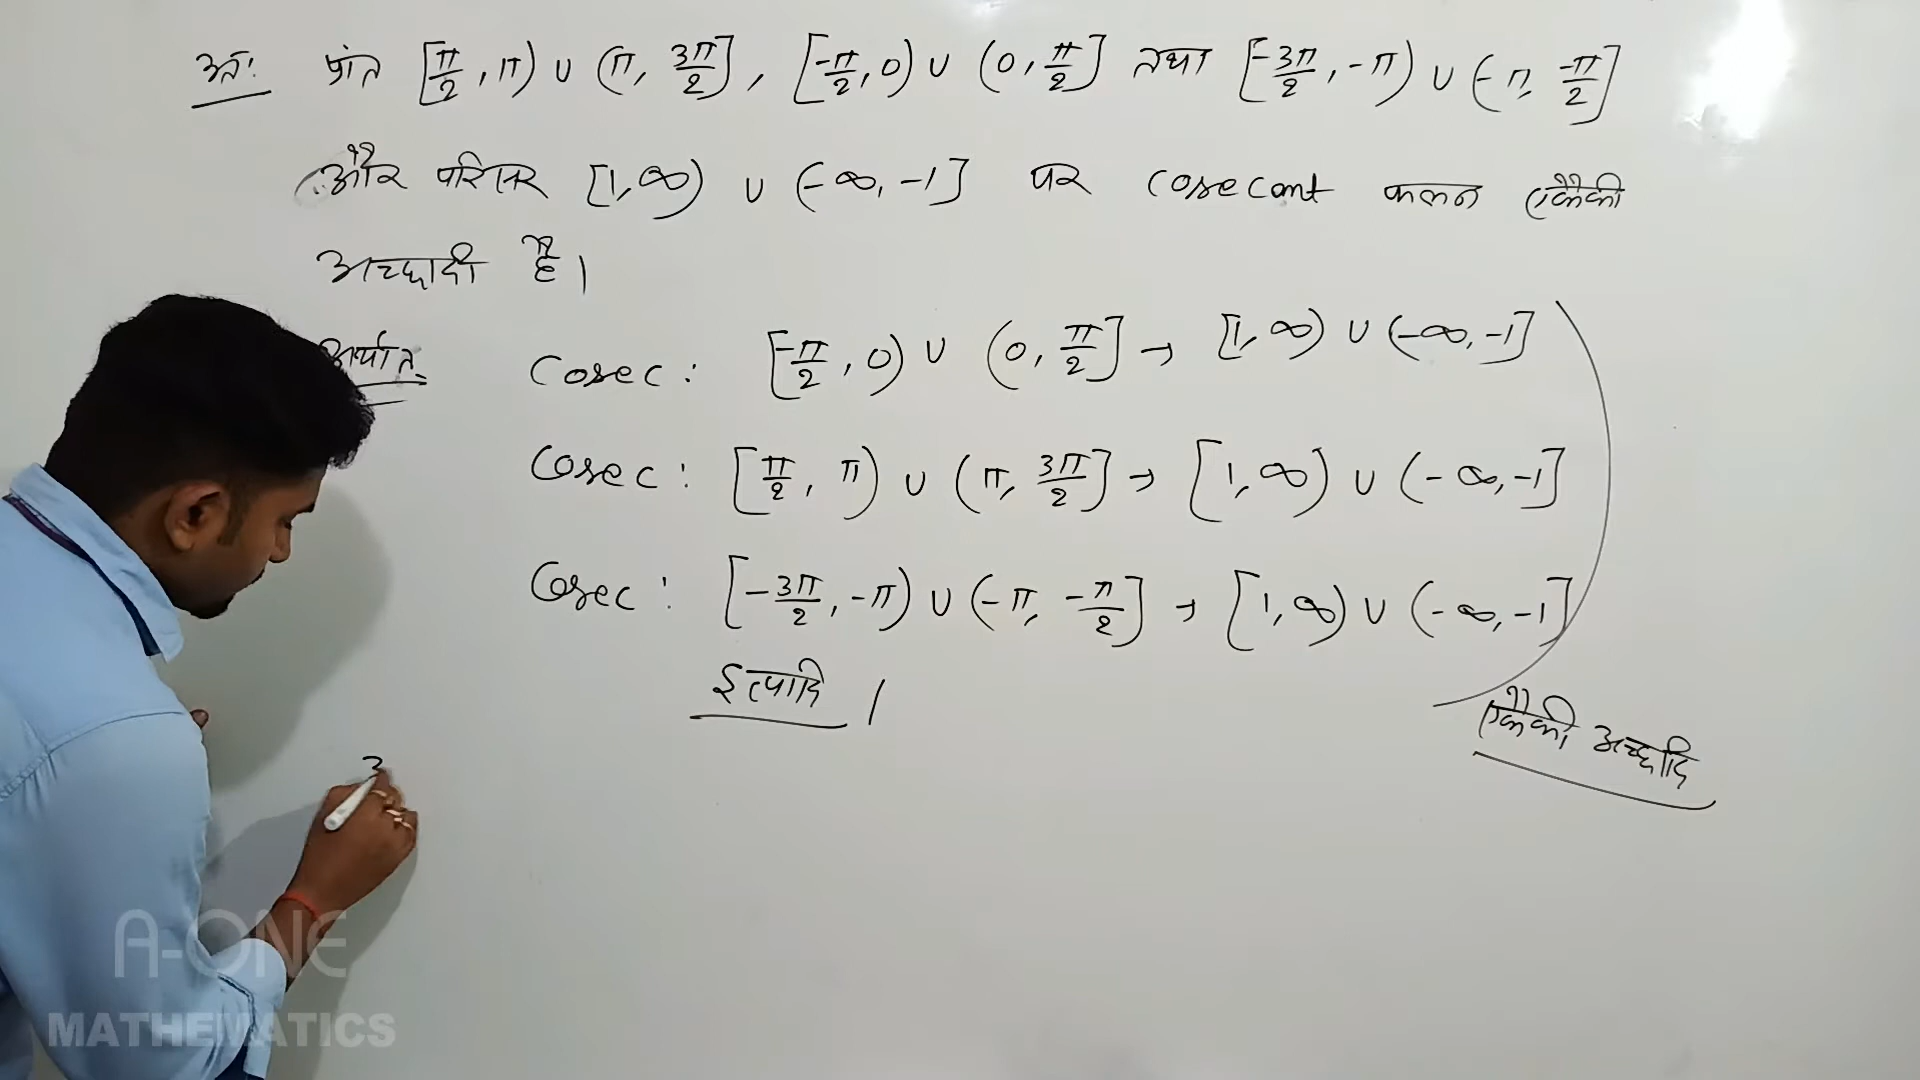 अतः प्रांत [π/2, π) ∪ (π, 3π/2], [-π/2, 0) ∪ (0, π/2] तथा [-3π/2, -π) ∪ (-π, -π/2]
और परिसर [1, ∞) ∪ (-∞, -1] पर cosecant फलन एकैकी
अच्छादी है।
अर्थात
Cosec : [-π/2, 0) ∪ (0, π/2] → [1, ∞) ∪ (-∞, -1]
Cosec : [π/2, π) ∪ (π, 3π/2] → [1, ∞) ∪ (-∞, -1]
Cosec : [-3π/2, -π) ∪ (-π, -π/2] → [1, ∞) ∪ (-∞, -1]
इत्यादि ।
एकैकी अच्छादि
A-ONE
MATHEMATICS